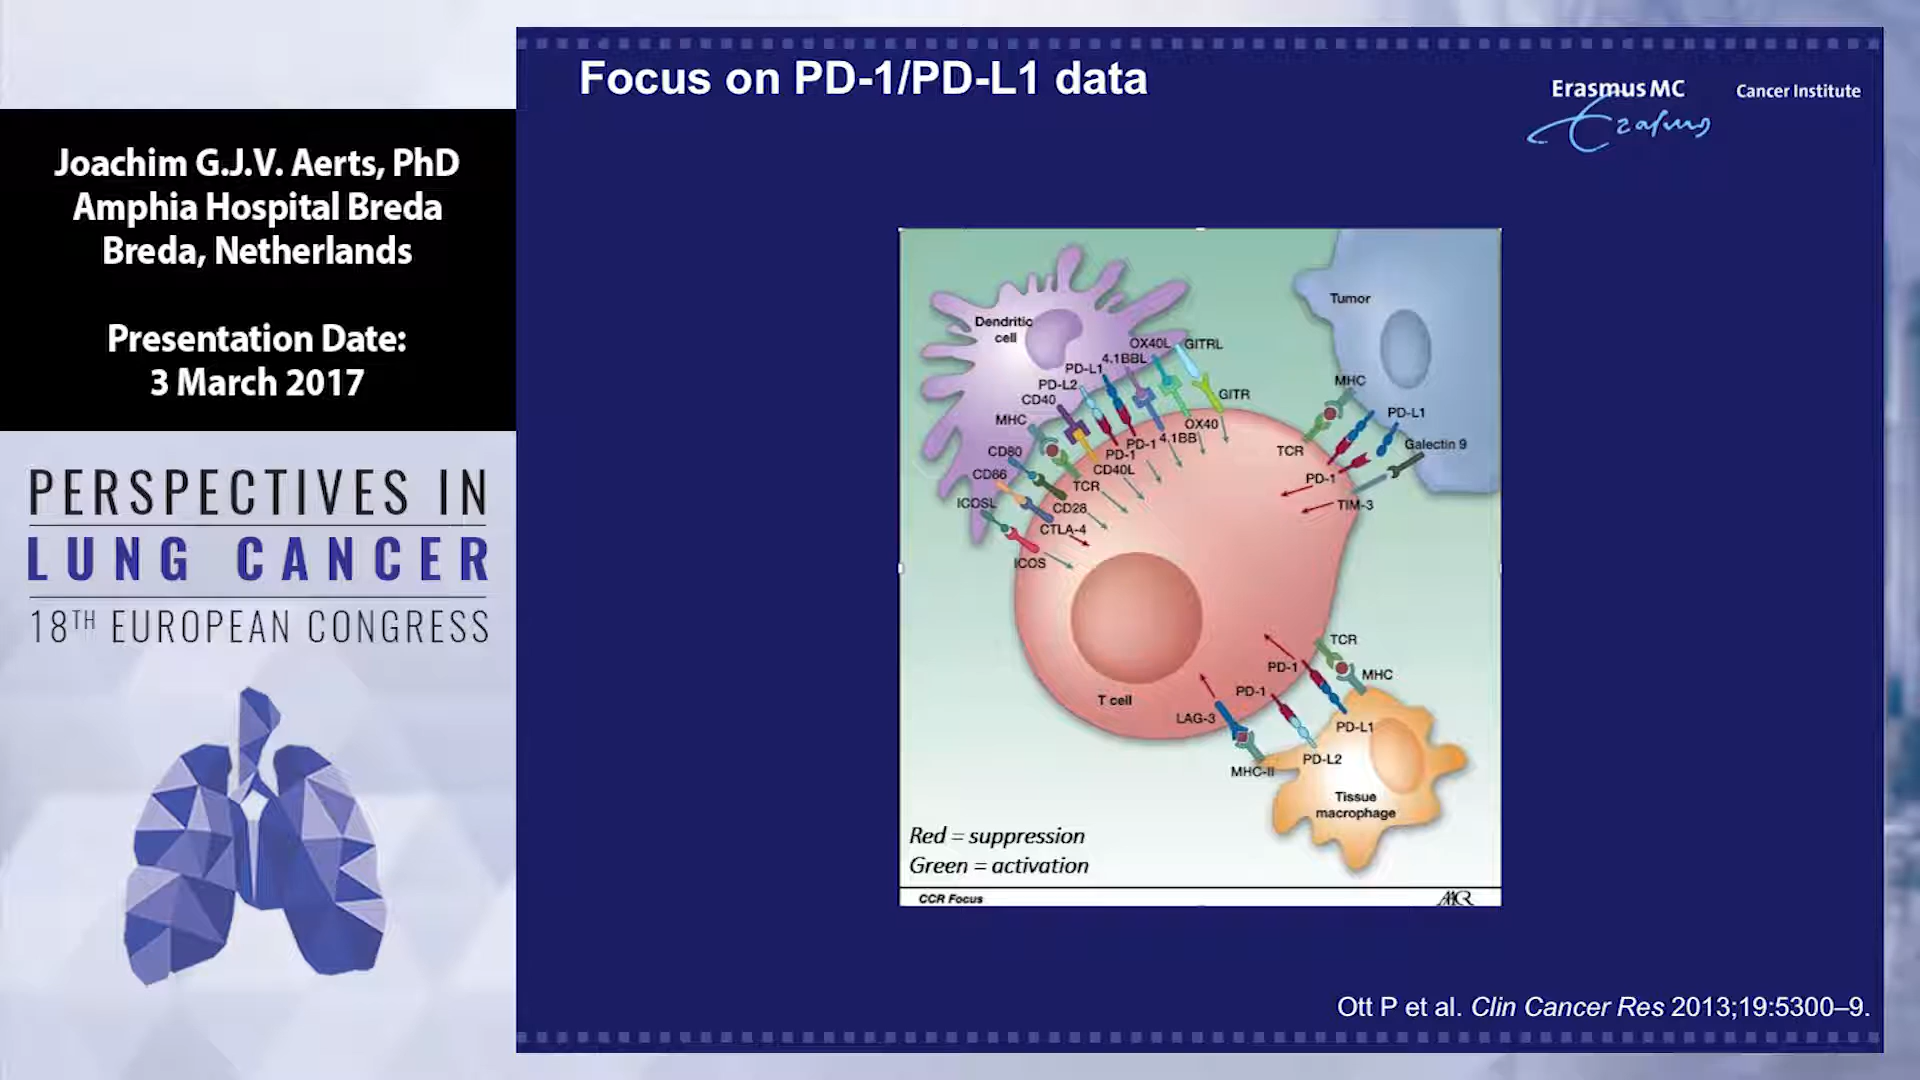 Joachim G.J.V. Aerts, PhD
Amphia Hospital Breda
Breda, Netherlands
Presentation Date:
3 March 2017
PERSPECTIVES IN
LUNG CANCER
18TH EUROPEAN CONGRESS
Focus on PD-1/PD-L1 data
Erasmus MC
Cancer Institute
Erasmus
Dendritic
cell
OX40L
GITRL
4.1BBL
PD-L1
PD-L2
CD40
MHC
CD80
CD86
ICOSL
GITR
OX40
4.1BB
PD-1
PD-1
CD40L
TCR
CD28
CTLA-4
ICOS
Tumor
MHC
PD-L1
Galectin 9
TCR
PD-1
TIM-3
T cell
TCR
PD-1
MHC
PD-1
LAG-3
PD-L1
PD-L2
MHC-II
Tissue
macrophage
Red = suppression
Green = activation
CCR Focus
AACR
Ott P et al. Clin Cancer Res 2013;19:5300–9.